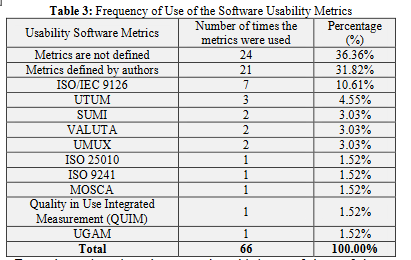 Table 3: Frequency of Use of the Software Usability Metrics
Usability Software Metrics
Number of times the
metrics were used
Percentage
(%)
Metrics are not defined 24 36.36%
Metrics defined by authors 21 31.82%
ISO/IEC 9126 7 10.61%
UTUM 3 4.55%
SUMI 2 3.03%
VALUTA 2 3.03%
UMUX 2 3.03%
ISO 25010 1 1.52%
ISO 9241 1 1.52%
MOSCA 1 1.52%
Quality in Use Integrated
Measurement (QUIM) 1 1.52%
UGAM 1 1.52%
Total 66 100.00%